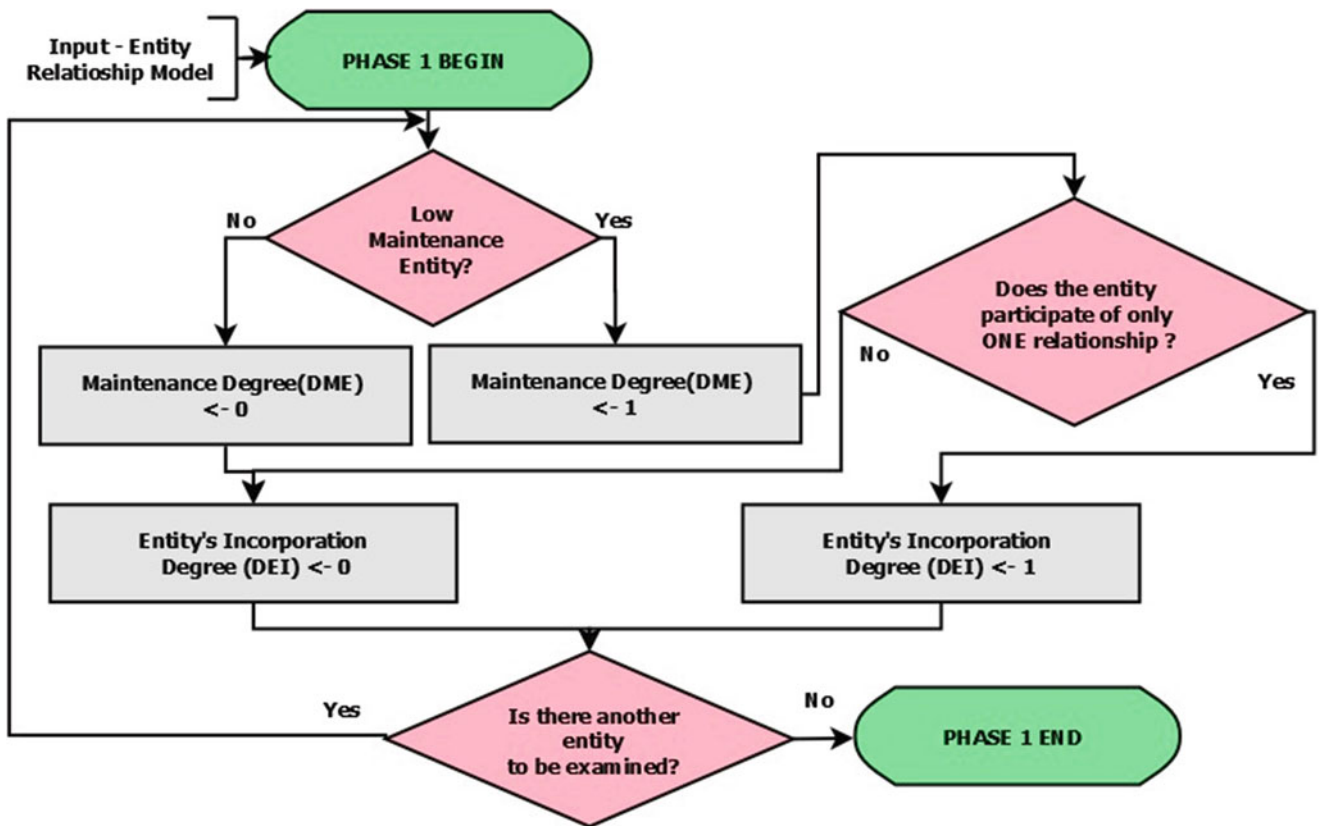 Input - Entity
Relatioship Model
PHASE 1 BEGIN
Low
Maintenance
Entity?
No
Yes
Maintenance Degree(DME)
<- 0
Maintenance Degree(DME)
<- 1
Does the entity
participate of only
ONE relationship ?
No
Yes
Entity's Incorporation
Degree (DEI) <- 0
Entity's Incorporation
Degree (DEI) <- 1
Is there another
entity
to be examined?
Yes
No
PHASE 1 END